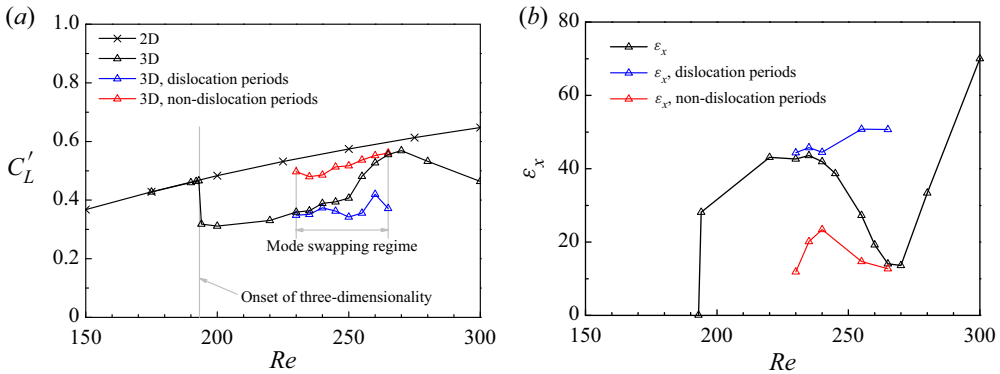 (a)
1.0
0.8
0.6
0.4
0.2
0
C′L
2D
3D
3D, dislocation periods
3D, non-dislocation periods
Mode swapping regime
Onset of three-dimensionality
150
200
250
300
Re
(b)
80
60
40
20
0
εx
εx
εx, dislocation periods
εx, non-dislocation periods
150
200
250
300
Re